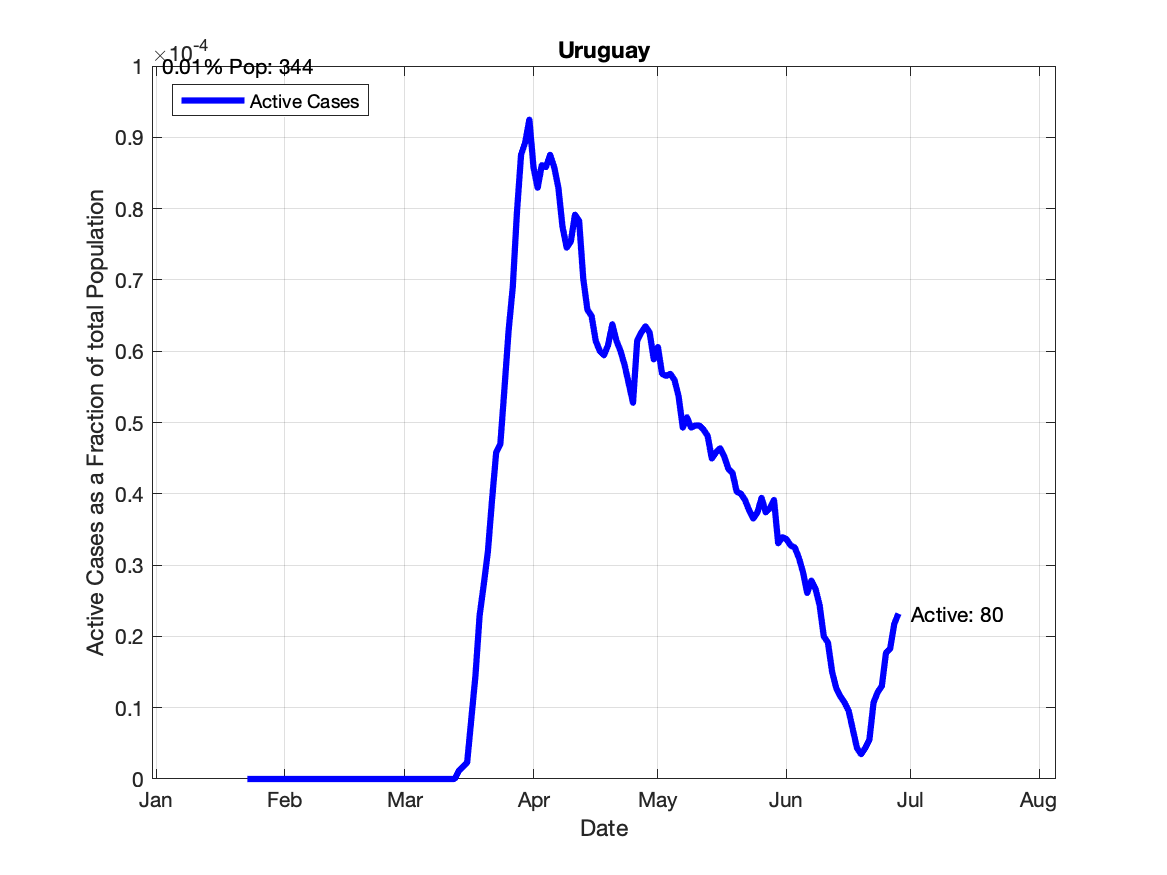 Uruguay
×10-4
0.01% Pop: 344
Active Cases
1
0.9
0.8
0.7
0.6
0.5
0.4
0.3
0.2
0.1
0
Active Cases as a Fraction of total Population
Active: 80
Jan Feb Mar Apr May Jun Jul Aug
Date